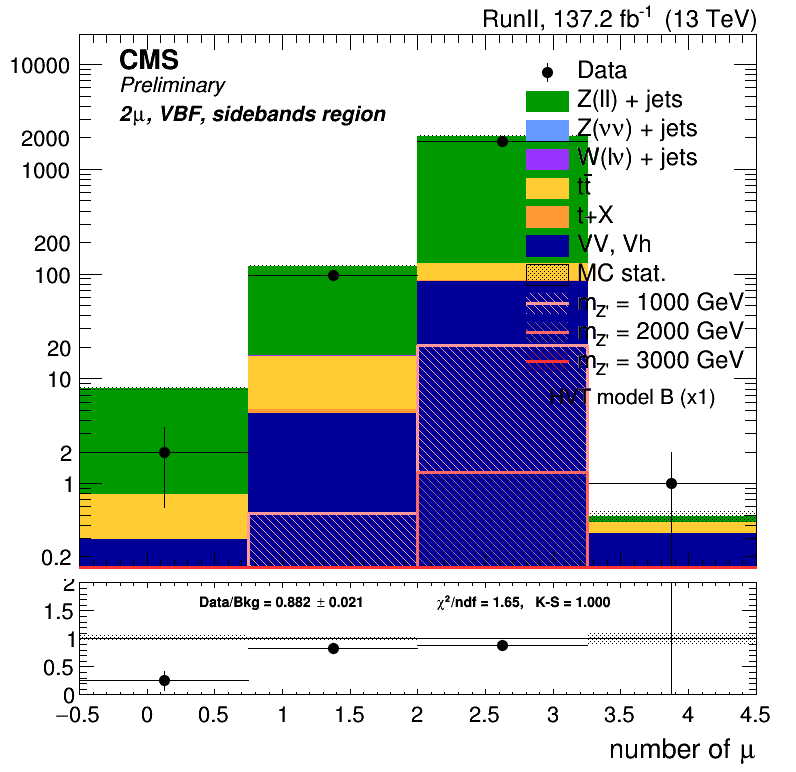 RunII, 137.2 fb⁻¹ (13 TeV)
CMS
Preliminary
2μ, VBF, sidebands region
Data
Z(ll) + jets
Z(νν) + jets
W(lν) + jets
tt̄
t+X
VV, Vh
MC stat.
m_Z' = 1000 GeV
m_Z' = 2000 GeV
m_Z' = 3000 GeV
HVT model B (x1)
10000
2000
1000
200
100
20
10
2
1
0.2
Data/Bkg = 0.882 ± 0.021
χ²/ndf = 1.65, K-S = 1.000
2
1.5
1
0.5
0
−0.5 0 0.5 1 1.5 2 2.5 3 3.5 4 4.5
number of μ